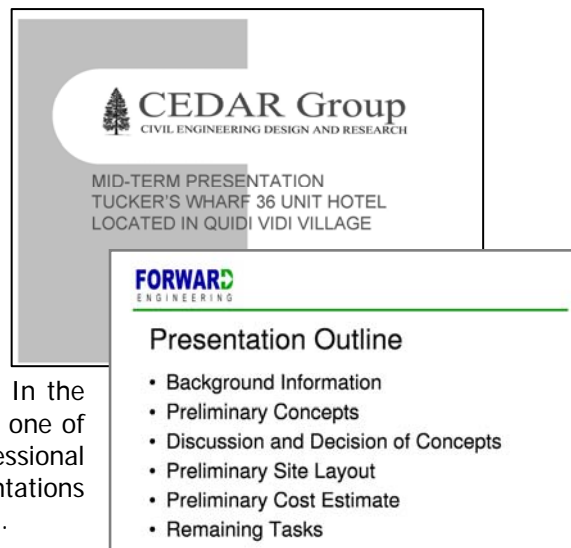 CEDAR Group
CIVIL ENGINEERING DESIGN AND RESEARCH
MID-TERM PRESENTATION
TUCKER'S WHARF 36 UNIT HOTEL
LOCATED IN QUIDI VIDI VILLAGE
FORWARD
ENGINEERING
Presentation Outline
• Background Information
• Preliminary Concepts
• Discussion and Decision of Concepts
• Preliminary Site Layout
• Preliminary Cost Estimate
• Remaining Tasks
In the
one of